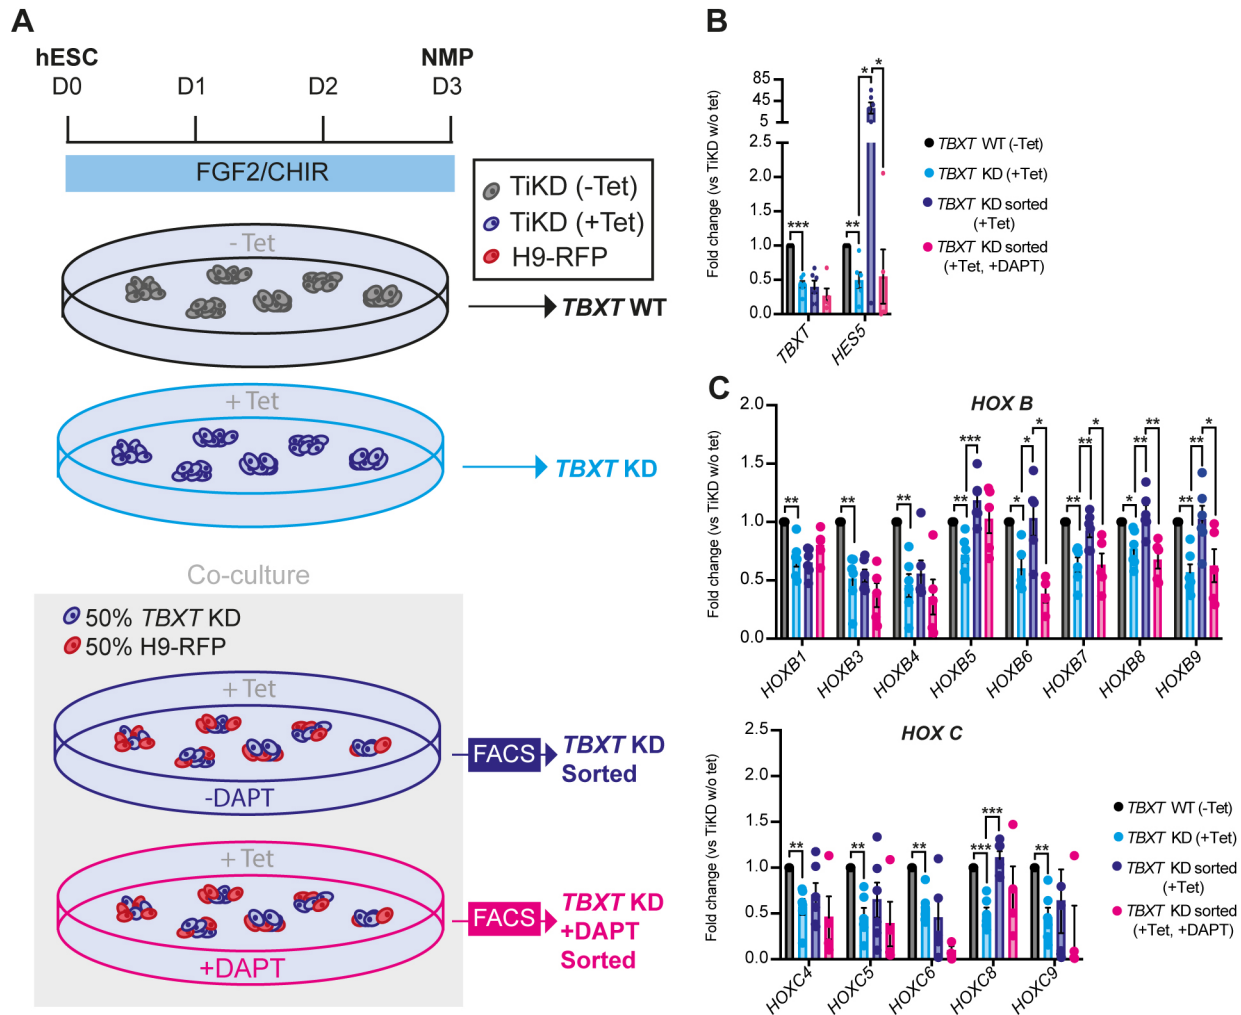 A
hESC
NMP
D0
D1
D2
D3
FGF2/CHIR
TiKD (-Tet)
TiKD (+Tet)
H9-RFP
- Tet
TBXT WT
+ Tet
TBXT KD
Co-culture
50% TBXT KD
50% H9-RFP
+ Tet
-DAPT
FACS
TBXT KD
Sorted
+ Tet
+DAPT
FACS
TBXT KD
+DAPT
Sorted
B
Fold change (vs TiKD w/o tet)
85
45
5
2.5
2.0
1.5
1.0
0.5
0.0
***
**
*
*
TBXT
HES5
TBXT WT (-Tet)
TBXT KD (+Tet)
TBXT KD sorted
(+Tet)
TBXT KD sorted
(+Tet, +DAPT)
C
HOX B
Fold change (vs TiKD w/o tet)
2.0
1.5
1.0
0.5
0.0
**
**
**
**
***
*
*
*
**
**
*
*
**
**
**
**
*
HOXB1
HOXB3
HOXB4
HOXB5
HOXB6
HOXB7
HOXB8
HOXB9
HOX C
Fold change (vs TiKD w/o tet)
2.5
2.0
1.5
1.0
0.5
0.0
**
**
**
***
***
**
HOXC4
HOXC5
HOXC6
HOXC8
HOXC9
TBXT WT (-Tet)
TBXT KD (+Tet)
TBXT KD sorted
(+Tet)
TBXT KD sorted
(+Tet, +DAPT)